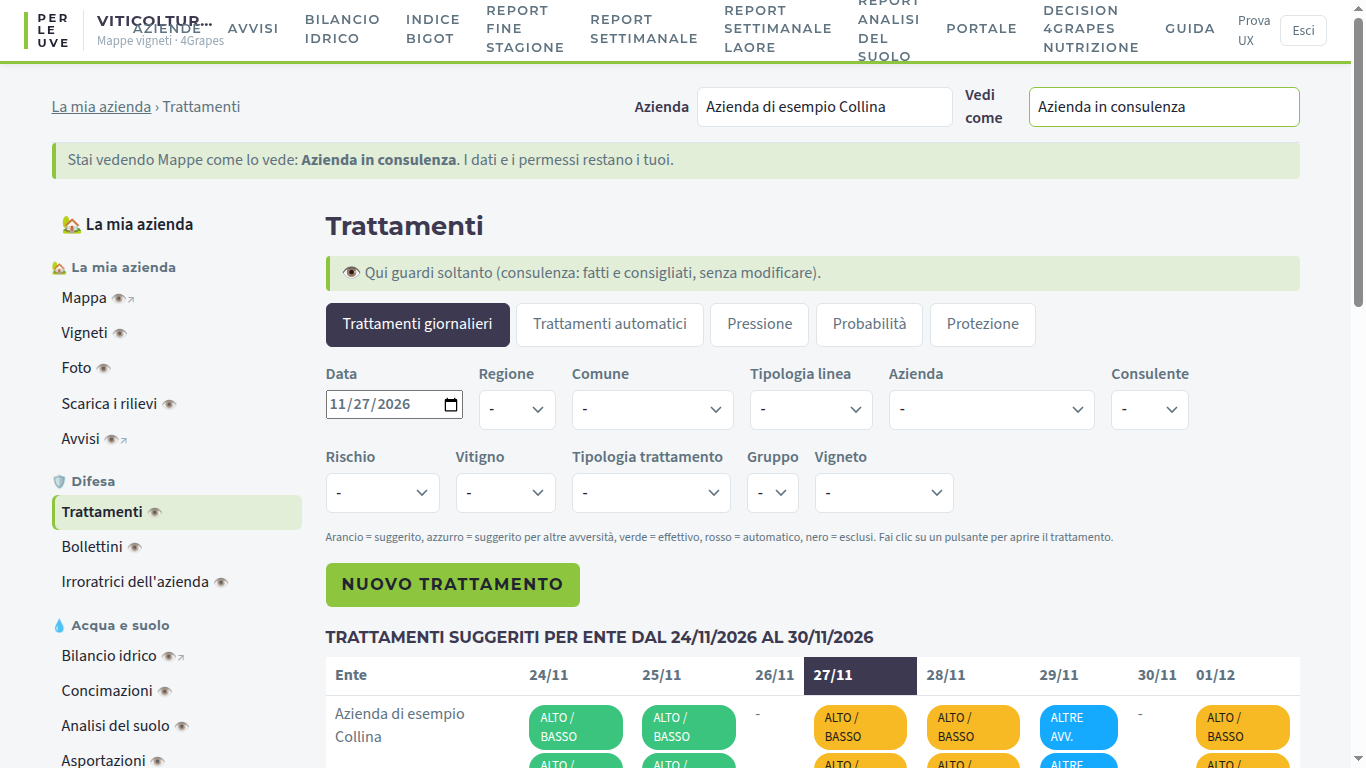 PER
LE
UVE
VITICOLTUR...
Mappe vigneti · 4Grapes
AZIENDE
AVVISI
BILANCIO
IDRICO
INDICE
BIGOT
REPORT
FINE
STAGIONE
REPORT
SETTIMANALE
REPORT
SETTIMANALE
LAORE
REPORT
ANALISI
DEL
SUOLO
PORTALE
DECISION
4GRAPES
NUTRIZIONE
GUIDA
Prova
UX
Esci
La mia azienda › Trattamenti
Azienda
Azienda di esempio Collina
Vedi
come
Azienda in consulenza
Stai vedendo Mappe come lo vede: Azienda in consulenza. I dati e i permessi restano i tuoi.
La mia azienda
La mia azienda
Mappa
Vigneti
Foto
Scarica i rilievi
Avvisi
Difesa
Trattamenti
Bollettini
Irroratrici dell'azienda
Acqua e suolo
Bilancio idrico
Concimazioni
Analisi del suolo
Asportazioni
Trattamenti
Qui guardi soltanto (consulenza: fatti e consigliati, senza modificare).
Trattamenti giornalieri
Trattamenti automatici
Pressione
Probabilità
Protezione
Data
Regione
Comune
Tipologia linea
Azienda
Consulente
11/27/2026
-
-
-
-
-
Rischio
Vitigno
Tipologia trattamento
Gruppo
Vigneto
-
-
-
-
-
Arancio = suggerito, azzurro = suggerito per altre avversità, verde = effettivo, rosso = automatico, nero = esclusi. Fai clic su un pulsante per aprire il trattamento.
NUOVO TRATTAMENTO
TRATTAMENTI SUGGERITI PER ENTE DAL 24/11/2026 AL 30/11/2026
Ente
24/11
25/11
26/11
27/11
28/11
29/11
30/11
01/12
Azienda di esempio
Collina
ALTO /
BASSO
ALTO /
BASSO
-
ALTO /
BASSO
ALTO /
BASSO
ALTRE
AVV.
-
ALTO /
BASSO
ALTO /
ALTO /
ALTO /
ALTO /
ALTRE
ALTO /